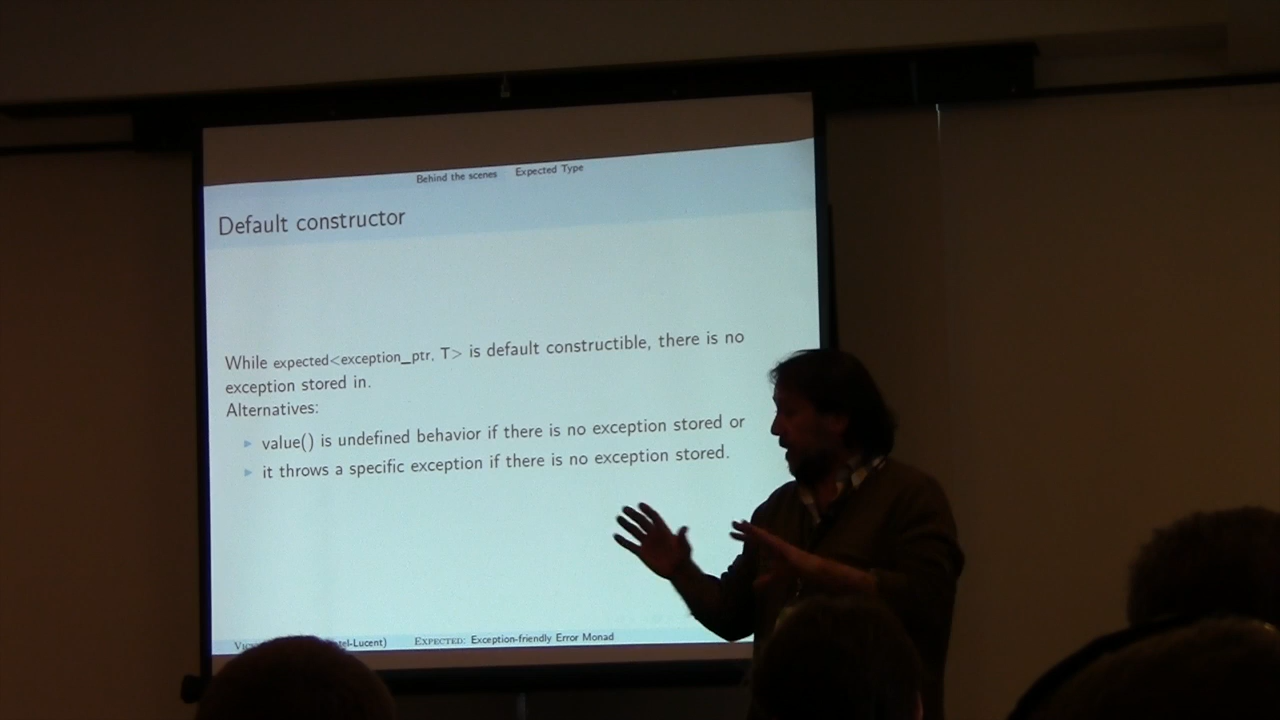 Behind the scenes Expected Type
Default constructor
While expected<exception_ptr, T> is default constructible, there is no
exception stored in.
Alternatives:
value() is undefined behavior if there is no exception stored or
it throws a specific exception if there is no exception stored.
EXPECTED: Exception-friendly Error Monad